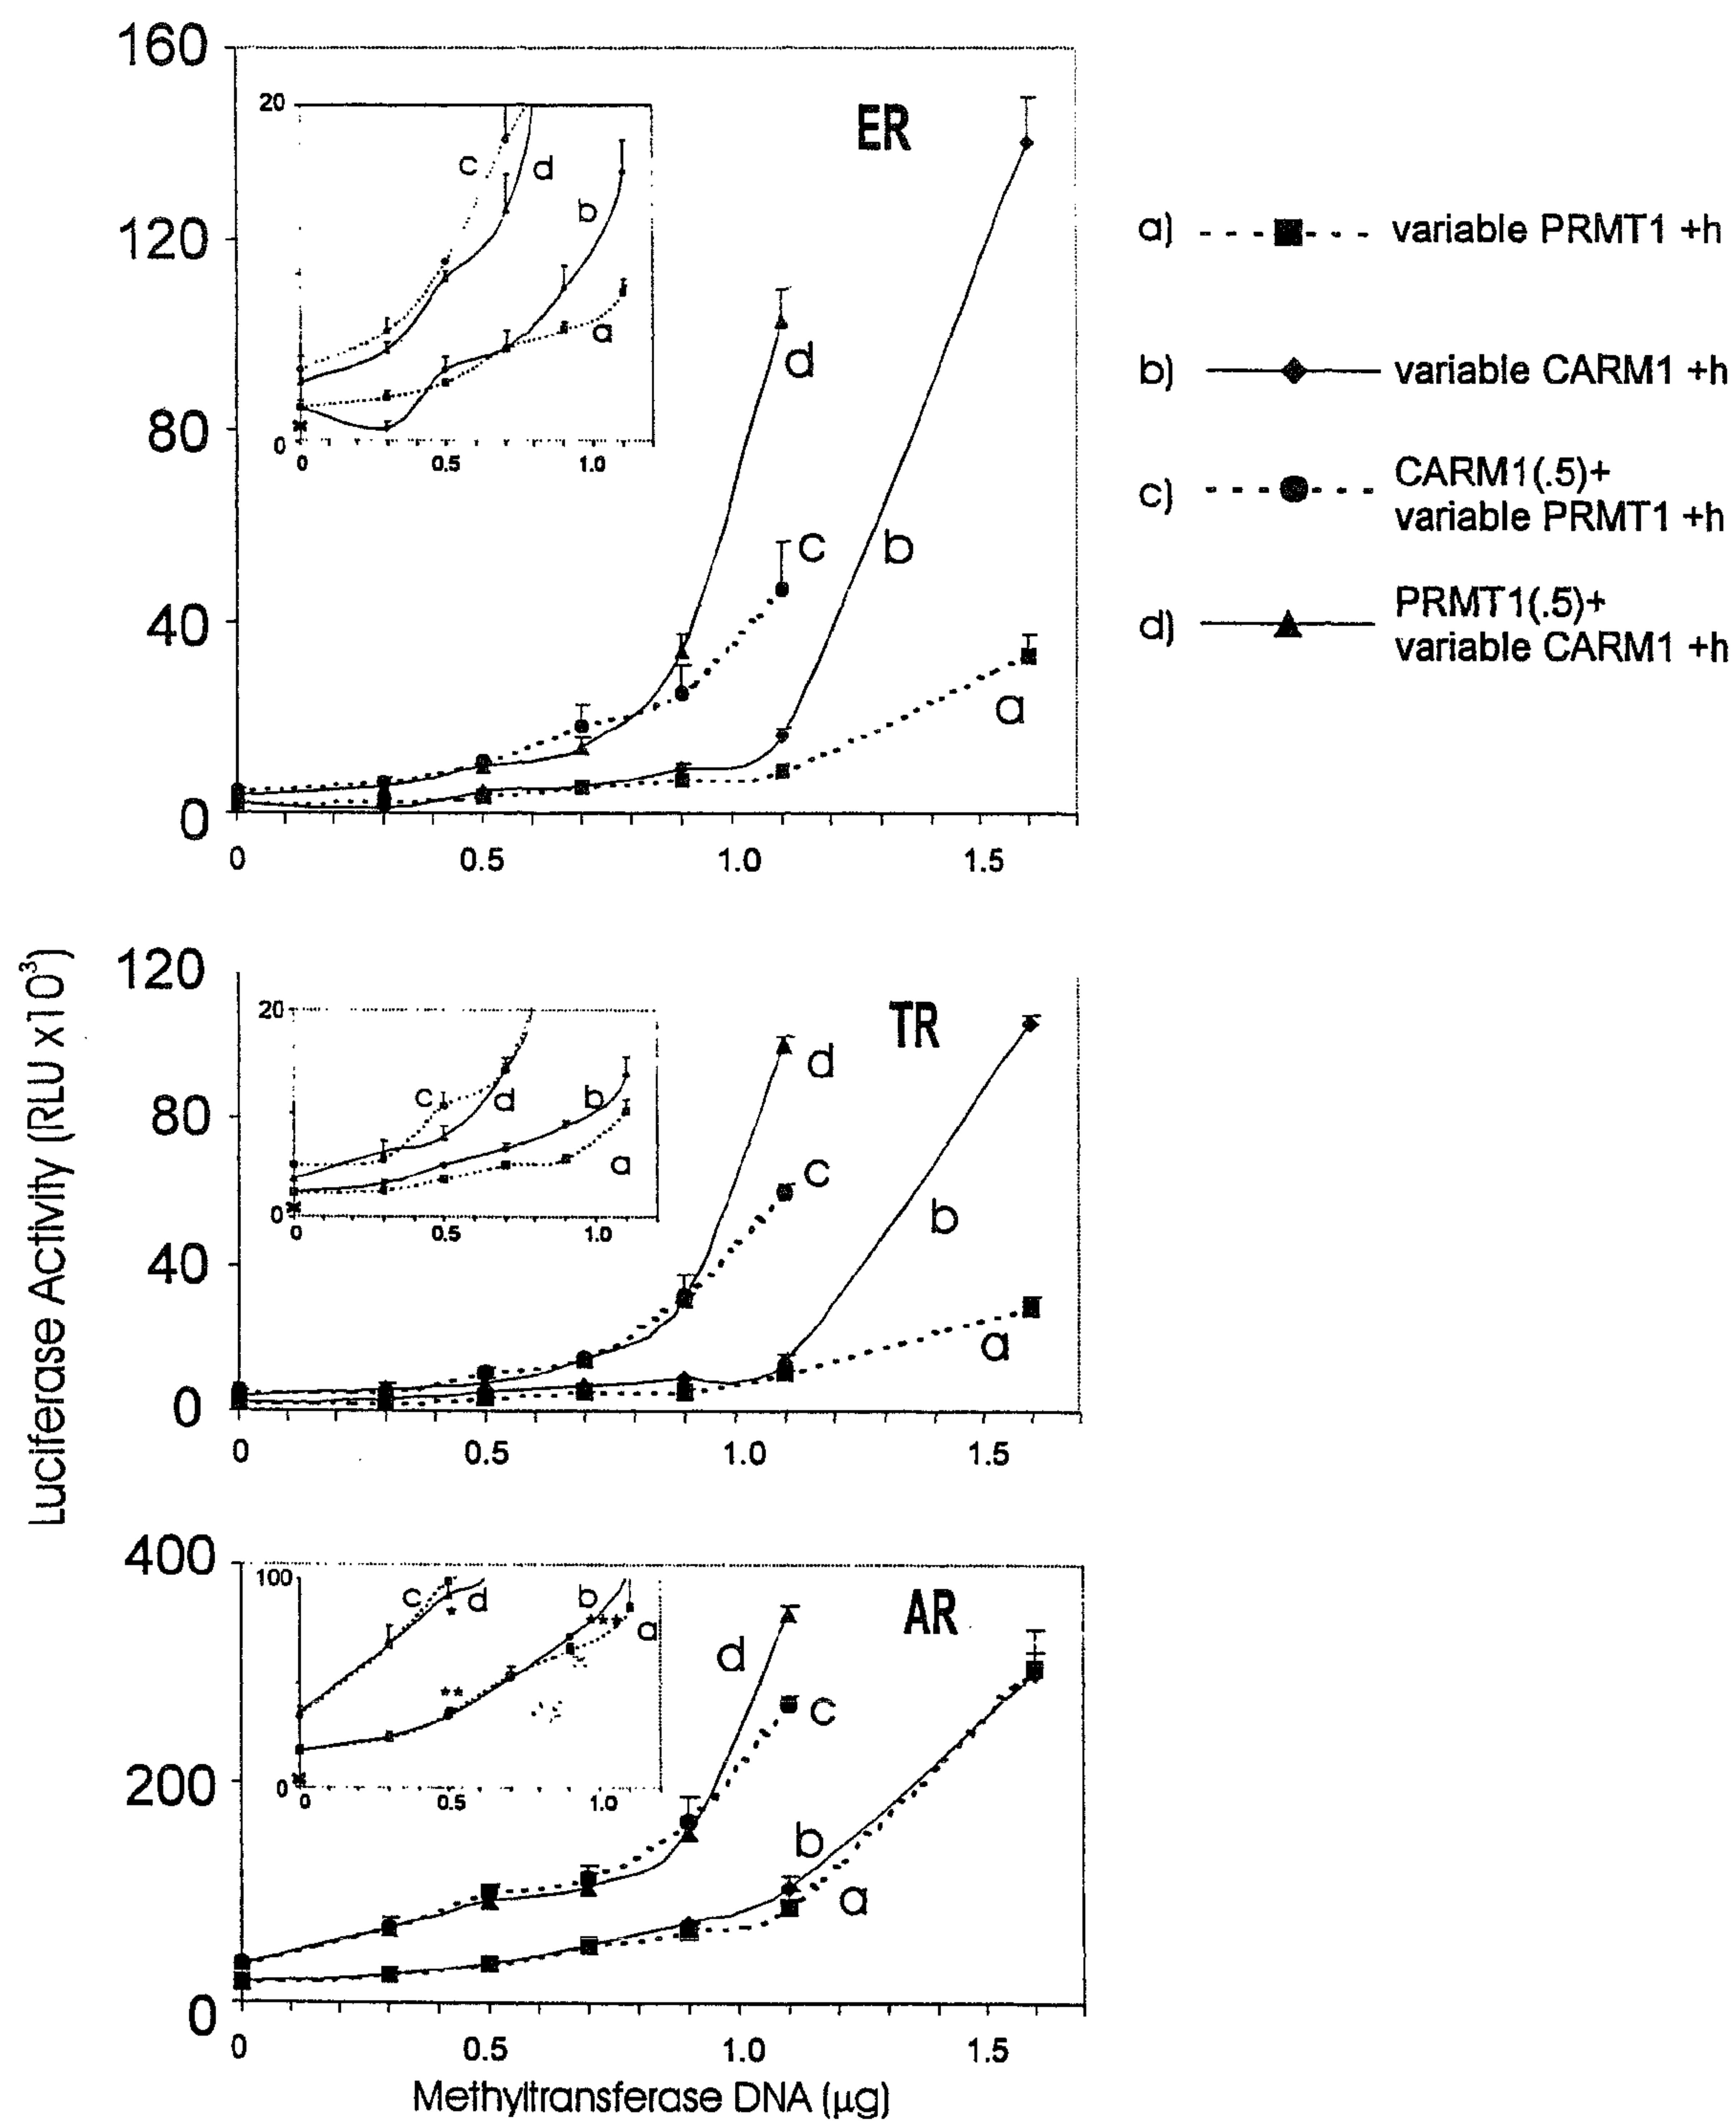 160
120
80
40
0
0
0.5
1.0
1.5
ER
20
0
0
0.5
1.0
c
d
b
a
d
c
b
a
a) variable PRMT1 +h
b) variable CARM1 +h
c) CARM1(.5)+
variable PRMT1 +h
d) PRMT1(.5)+
variable CARM1 +h
Luciferase Activity (RLU x10³)
120
80
40
0
0
0.5
1.0
1.5
TR
20
0
0
0.5
1.0
c
d
b
a
d
c
b
a
400
200
0
0
0.5
1.0
1.5
AR
100
0
0
0.5
1.0
c
d
b
a
*
**
***
d
c
b
a
Methyltransferase DNA (µg)